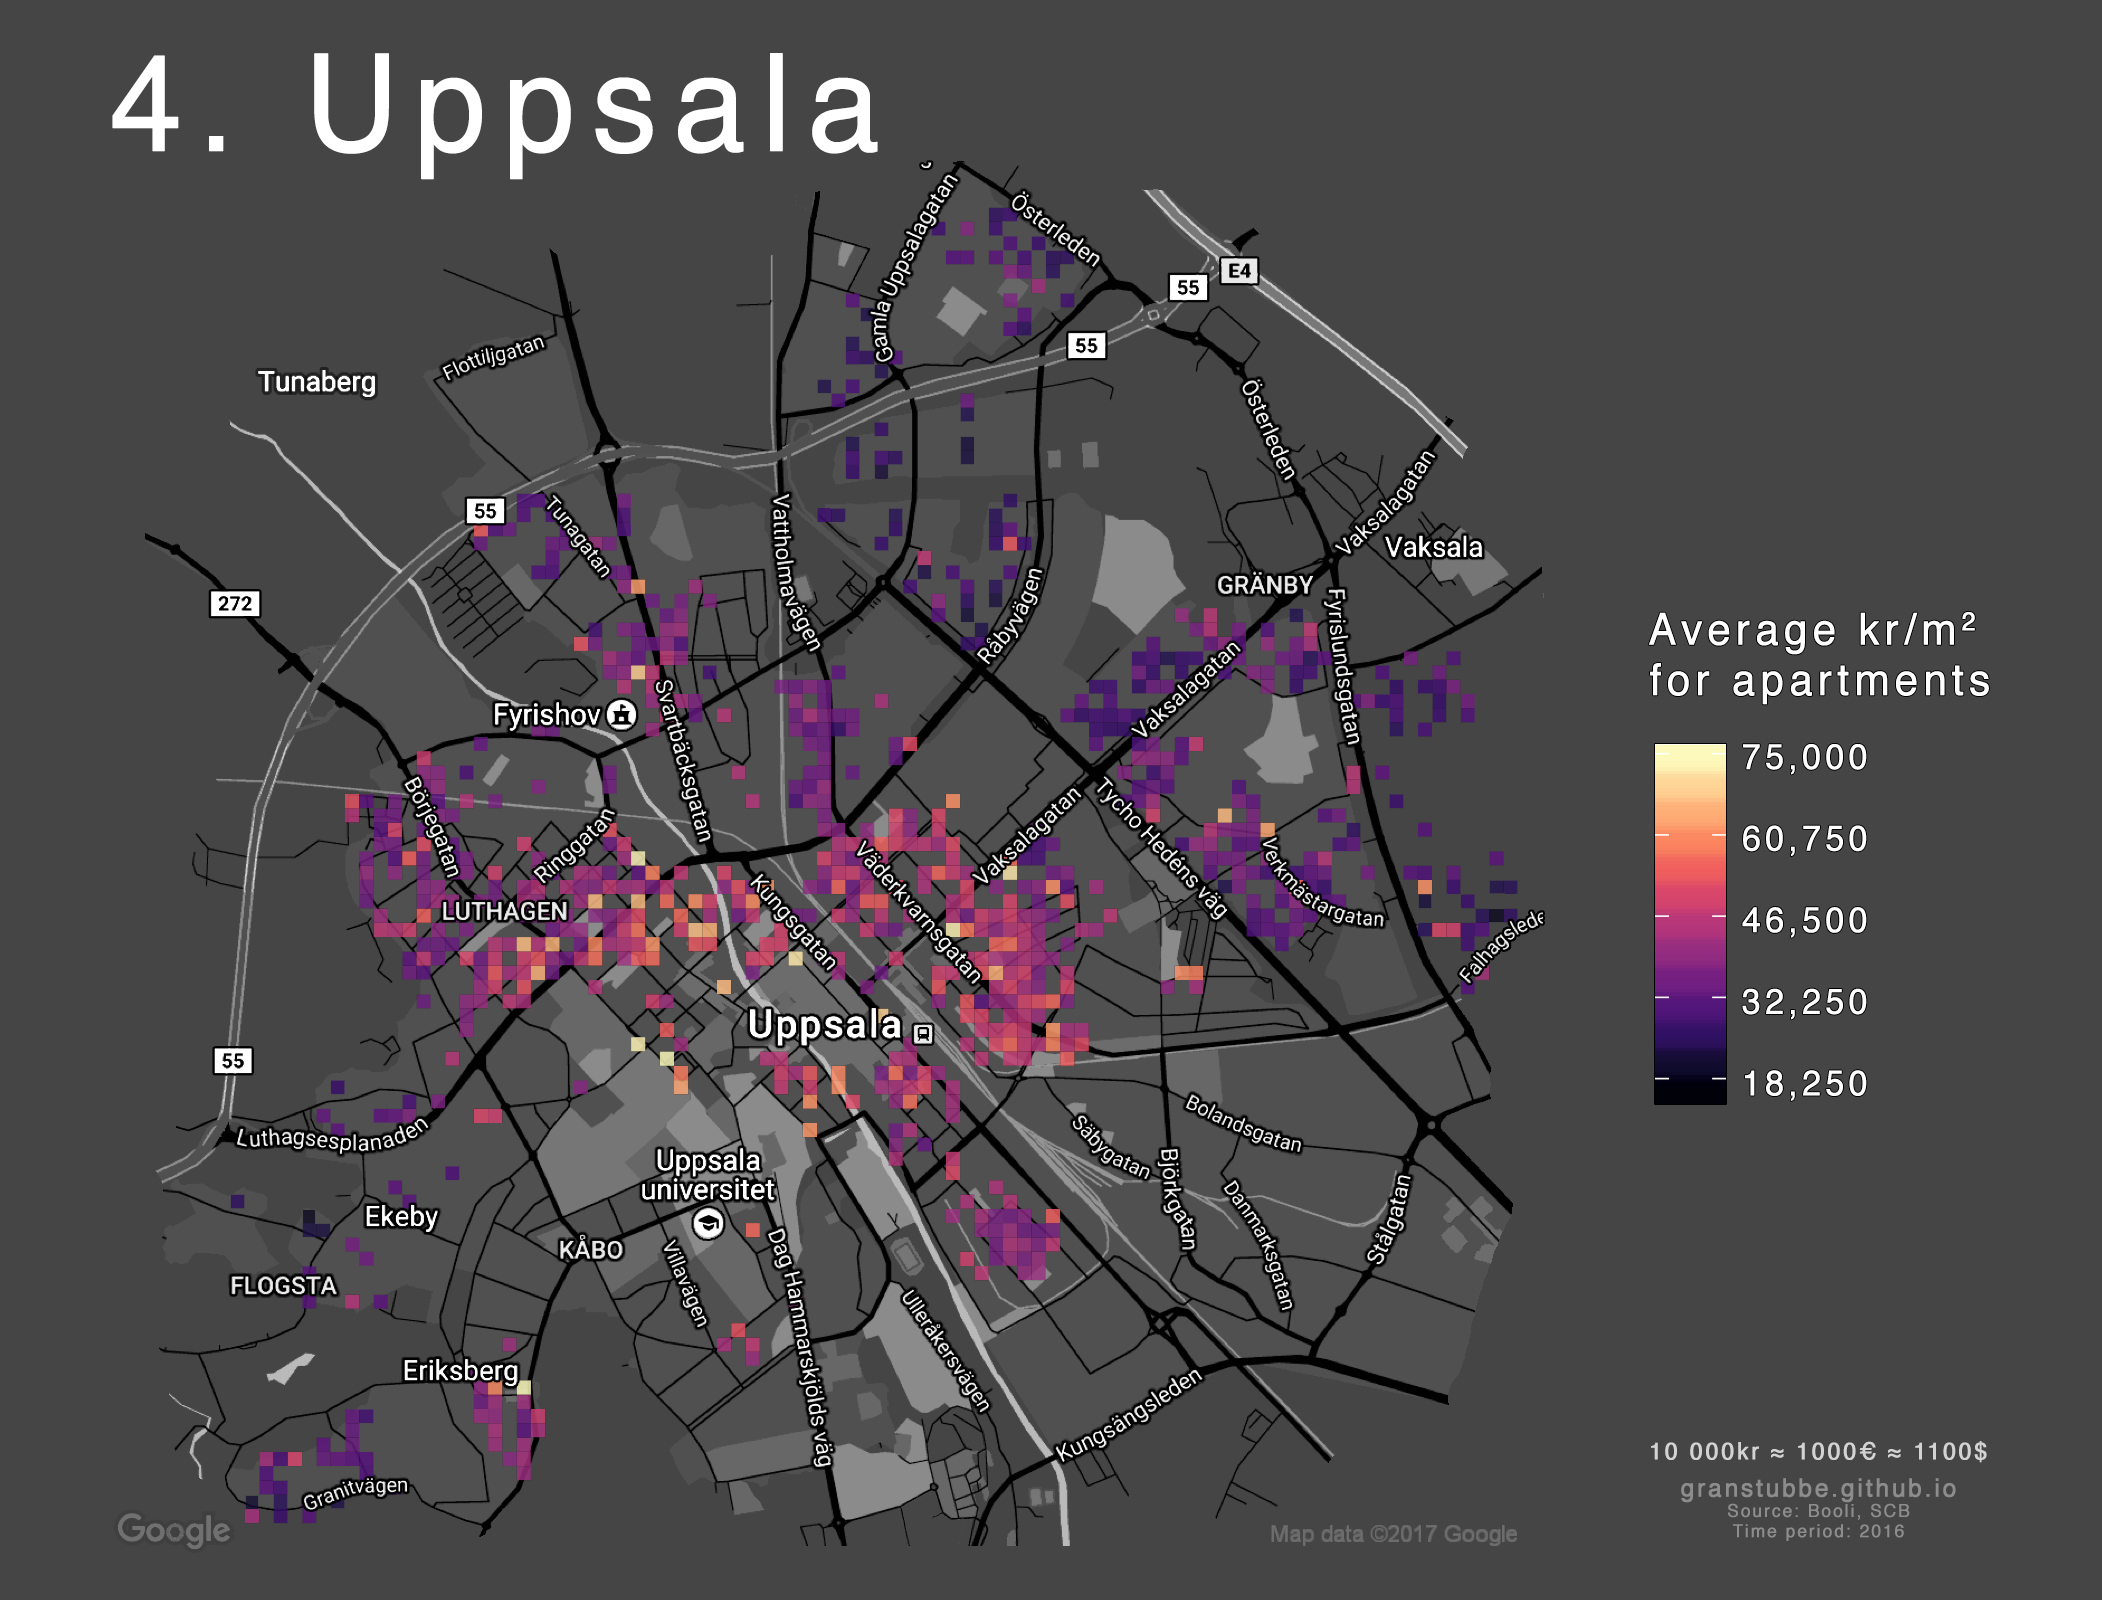 4. Uppsala
Gamla Uppsalagatan
Österleden
E4
55
55
Tunaberg
Flottiljgatan
Österleden
Vaksalagatan
55
Tunagatan
Vattholmavägen
Vaksala
GRÄNBY
272
Råbyvägen
Fyrislundsgatan
Vaksalagatan
Fyrishov
Svartbäcksgatan
Börjegatan
Ringgatan
Vaksalagatan
Tycho Hedéns väg
Väderkvarnsgatan
Verkmästargatan
Kungsgatan
LUTHAGEN
Uppsala
55
Luthagsesplanaden
Bolandsgatan
Säbygatan
Björkgatan
Danmarksgatan
Stålgatan
Uppsala
universitet
Ekeby
KÅBO
Villavägen
Dag Hammarskjölds väg
FLOGSTA
Ulleråkersvägen
Eriksberg
Kungsängsleden
Granitvägen
Google
Map data ©2017 Google
Average kr/m²
for apartments
75,000
60,750
46,500
32,250
18,250
10 000kr ≈ 1000€ ≈ 1100$
granstubbe.github.io
Source: Booli, SCB
Time period: 2016